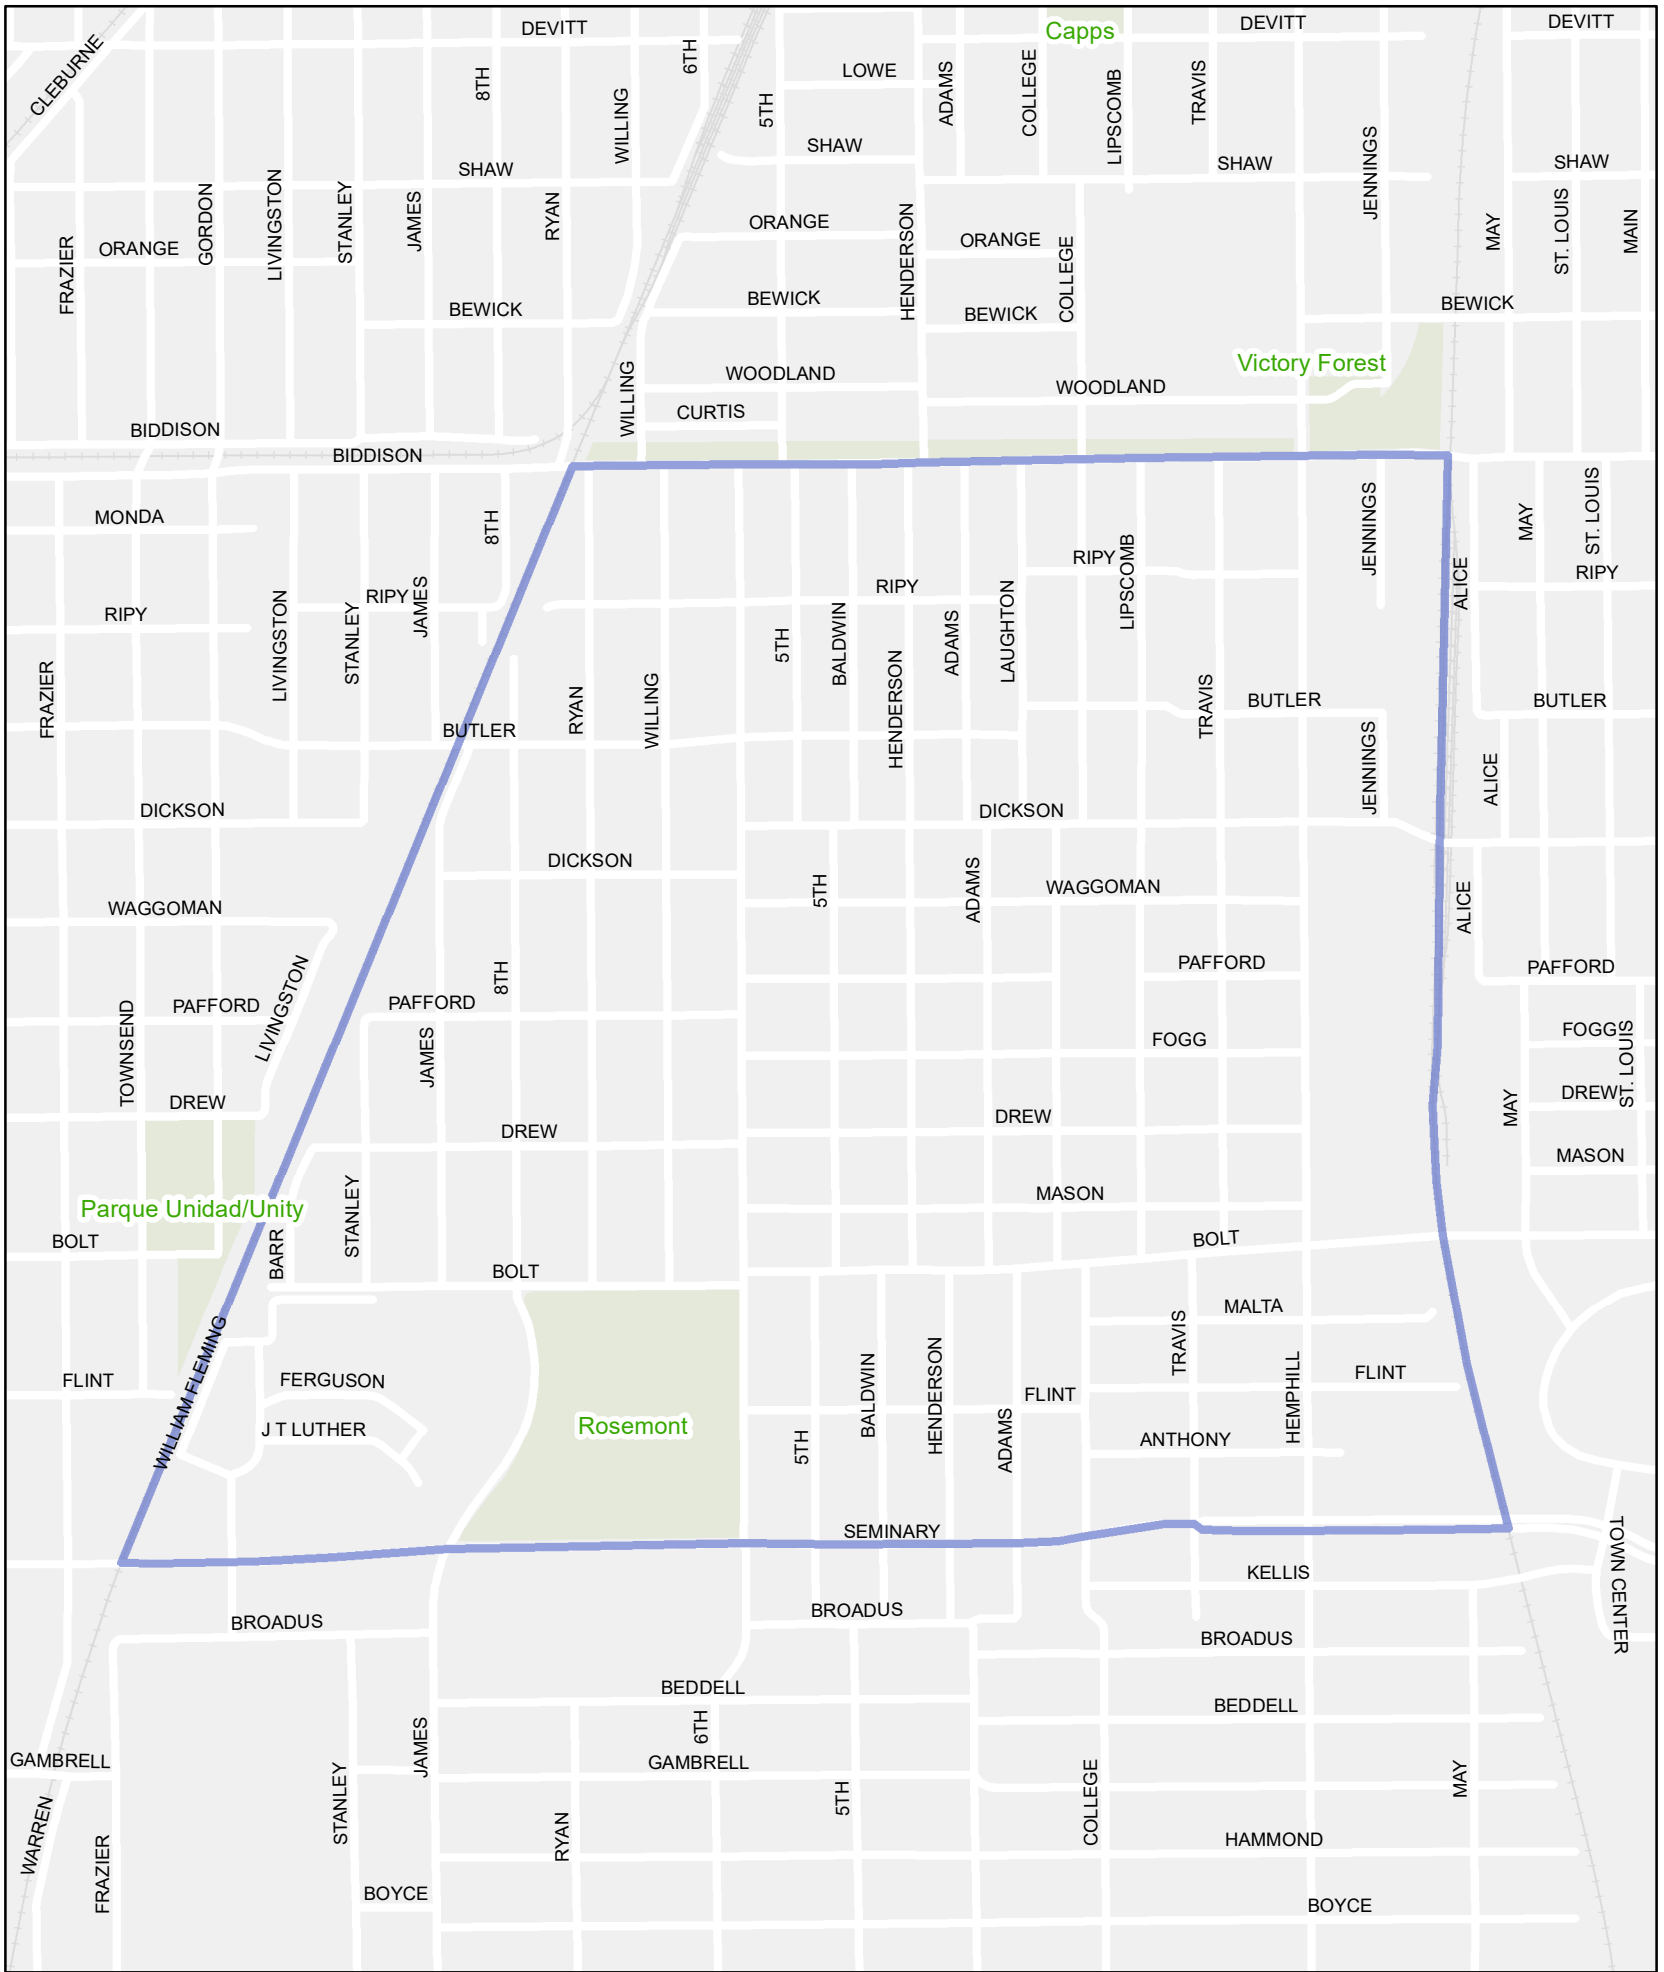 DEVITT
Capps
DEVITT
DEVITT
CLEBURNE
8TH
6TH
LOWE
5TH
ADAMS
COLLEGE
LIPSCOMB
TRAVIS
WILLING
SHAW
SHAW
SHAW
SHAW
JENNINGS
FRAZIER
ORANGE
GORDON
LIVINGSTON
STANLEY
JAMES
RYAN
ORANGE
HENDERSON
ORANGE
COLLEGE
MAY
ST. LOUIS
MAIN
BEWICK
BEWICK
BEWICK
BEWICK
WILLING
WOODLAND
Victory Forest
WOODLAND
CURTIS
BIDDISON
BIDDISON
MONDA
8TH
JENNINGS
MAY
ST. LOUIS
RIPY
LIVINGSTON
STANLEY
RIPY
JAMES
5TH
BALDWIN
RIPY
HENDERSON
ADAMS
LAUGHTON
RIPY
LIPSCOMB
ALICE
RIPY
FRAZIER
BUTLER
RYAN
WILLING
TRAVIS
BUTLER
BUTLER
JENNINGS
ALICE
DICKSON
DICKSON
DICKSON
WAGGOMAN
5TH
ADAMS
WAGGOMAN
ALICE
TOWNSEND
PAFFORD
LIVINGSTON
PAFFORD
8TH
PAFFORD
PAFFORD
JAMES
FOGG
FOGG
ST. LOUIS
DREW
DREW
DREW
MAY
DREW
Parque Unidad/Unity
STANLEY
MASON
MASON
BOLT
BARR
BOLT
BOLT
WILLIAM FLEMING
MALTA
TRAVIS
HEMPHILL
FLINT
FERGUSON
BALDWIN
HENDERSON
FLINT
FLINT
J T LUTHER
Rosemont
5TH
ADAMS
ANTHONY
SEMINARY
TOWN CENTER
KELLIS
BROADUS
BROADUS
BROADUS
BEDDELL
BEDDELL
6TH
GAMBRELL
JAMES
GAMBRELL
STANLEY
5TH
COLLEGE
MAY
WARREN
FRAZIER
RYAN
HAMMOND
BOYCE
BOYCE